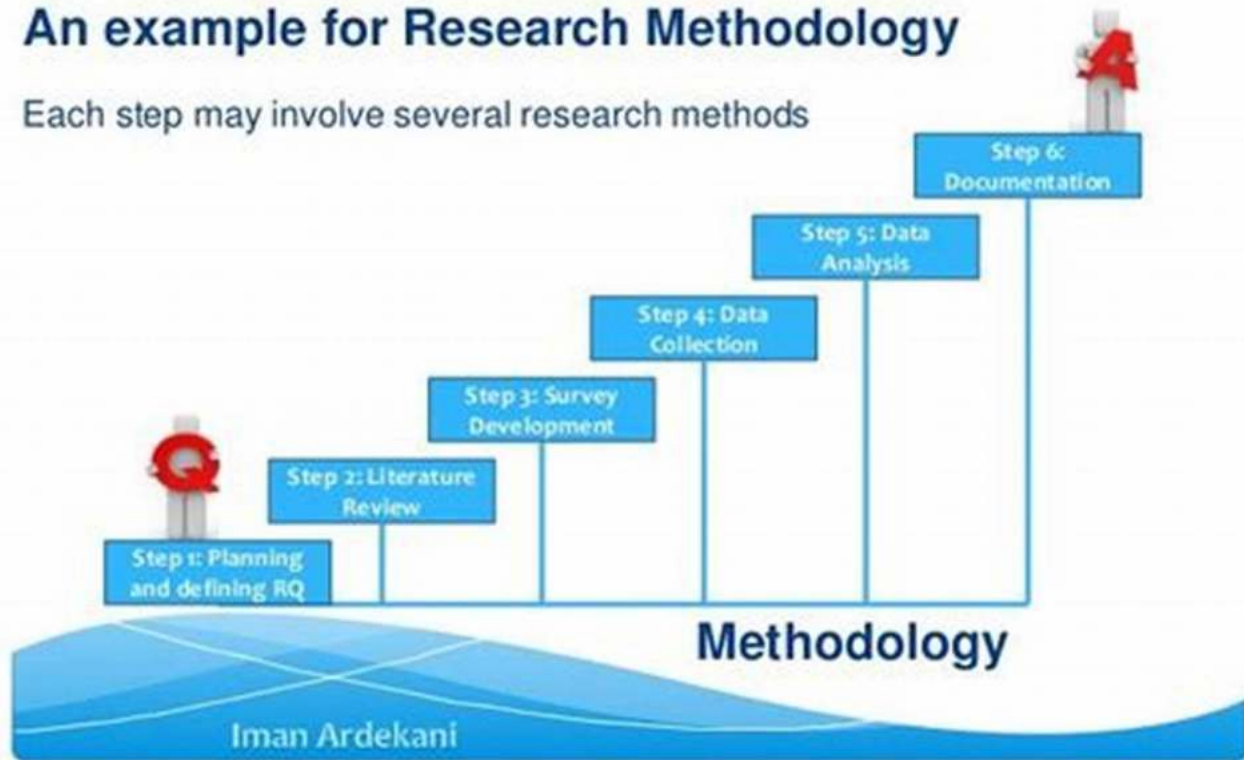 An example for Research Methodology
Each step may involve several research methods
A
Step 6:
Documentation
Step 5: Data
Analysis
Step 4: Data
Collection
Step 3: Survey
Development
Q
Step 2: Literature
Review
Step 1: Planning
and defining RQ
Methodology
Iman Ardekani